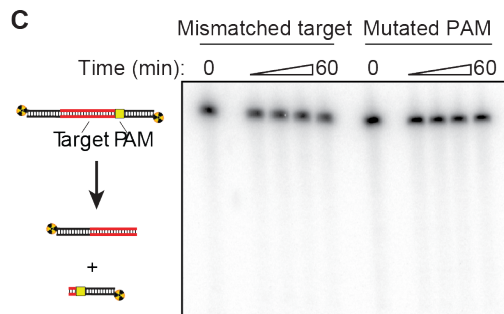 C
Mismatched target Mutated PAM
Time (min): 0 60 0 60
Target PAM
+